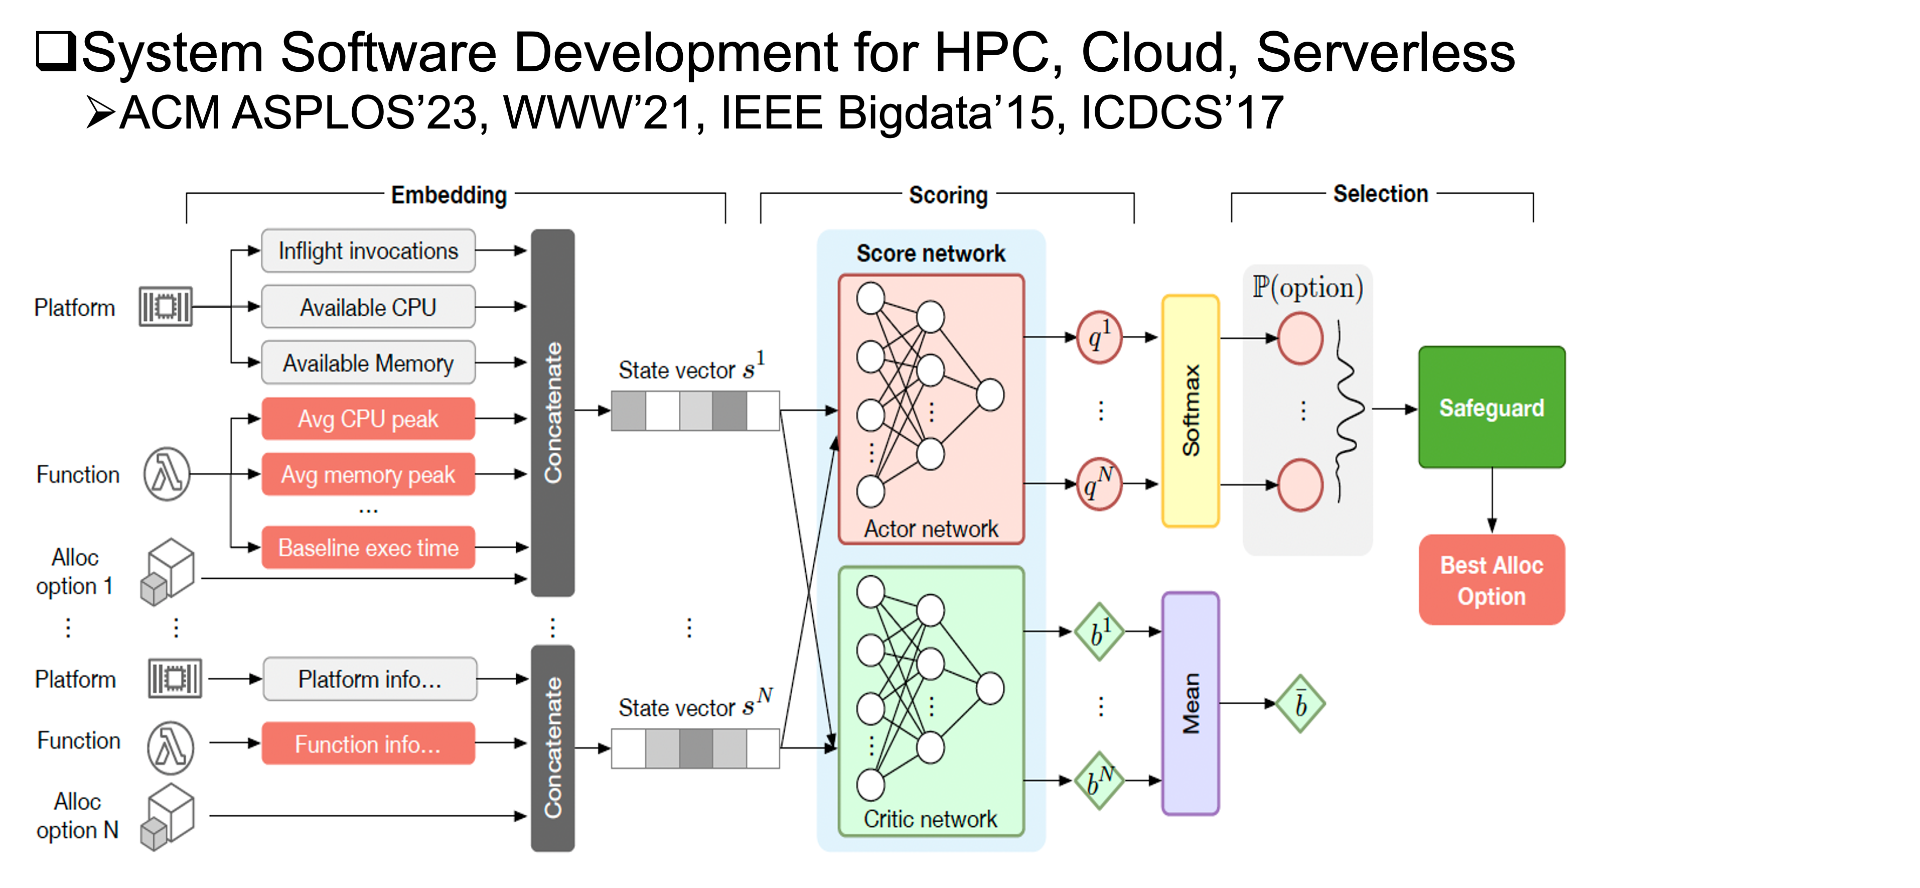 System Software Development for HPC, Cloud, Serverless
ACM ASPLOS’23, WWW’21, IEEE Bigdata’15, ICDCS’17
Embedding
Scoring
Selection
Platform
Inflight invocations
Available CPU
Available Memory
Function
Avg CPU peak
Avg memory peak
...
Baseline exec time
Alloc
option 1
Concatenate
State vector s^1
Score network
Actor network
q^1
q^N
Softmax
ℙ(option)
Safeguard
Best Alloc
Option
Platform
Platform info...
Function
Function info...
Alloc
option N
Concatenate
State vector s^N
Critic network
b^1
b^N
Mean
b̄